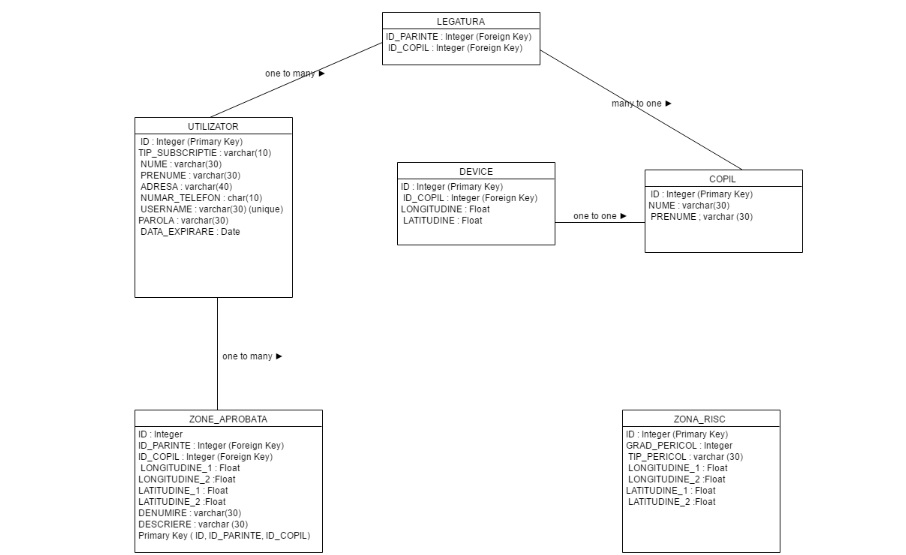 LEGATURA
ID_PARINTE : Integer (Foreign Key)
ID_COPIL : Integer (Foreign Key)
one to many ►
many to one ►
UTILIZATOR
ID : Integer (Primary Key)
TIP_SUBSCRIPTIE : varchar(10)
NUME : varchar(30)
PRENUME : varchar(30)
ADRESA : varchar(40)
NUMAR_TELEFON : char(10)
USERNAME : varchar(30) (unique)
PAROLA : varchar(30)
DATA_EXPIRARE : Date
DEVICE
ID : Integer (Primary Key)
ID_COPIL : Integer (Foreign Key)
LONGITUDINE : Float
LATITUDINE : Float
one to one ►
COPIL
ID : Integer (Primary Key)
NUME : varchar(30)
PRENUME ; varchar (30)
one to many ►
ZONE_APROBATA
ID : Integer
ID_PARINTE : Integer (Foreign Key)
ID_COPIL : Integer (Foreign Key)
LONGITUDINE_1 : Float
LONGITUDINE_2 :Float
LATITUDINE_1 : Float
LATITUDINE_2 :Float
DENUMIRE : varchar(30)
DESCRIERE : varchar (30)
Primary Key ( ID, ID_PARINTE, ID_COPIL)
ZONA_RISC
ID : Integer (Primary Key)
GRAD_PERICOL : Integer
TIP_PERICOL : varchar (30)
LONGITUDINE_1 : Float
LONGITUDINE_2 :Float
LATITUDINE_1 : Float
LATITUDINE_2 :Float